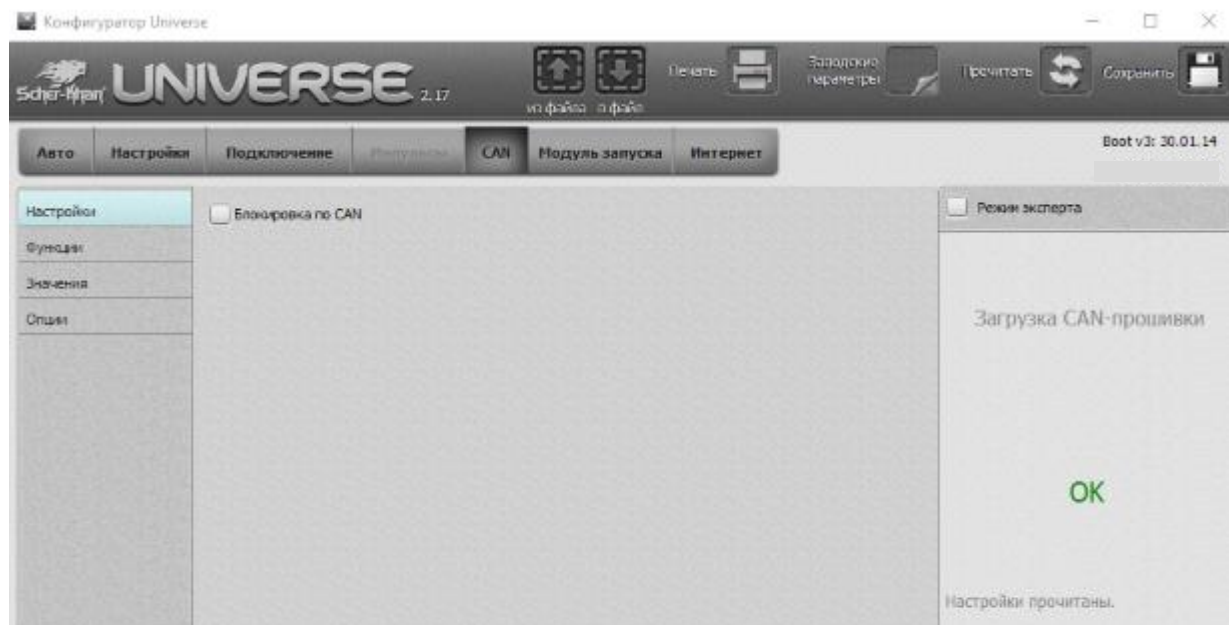 Конфигуратор Universe
Scher-Khan UNIVERSE 2.17
из файла в файл
Печать
Заводские параметры
Прочитать
Сохранить
Авто Настройки Подключение Импульсы CAN Модуль запуска Интернет
Boot v3: 30.01.14
Настройки
Блокировка по CAN
Режим эксперта
Функции
Значения
Опции
Загрузка CAN-прошивки
OK
Настройки прочитаны.